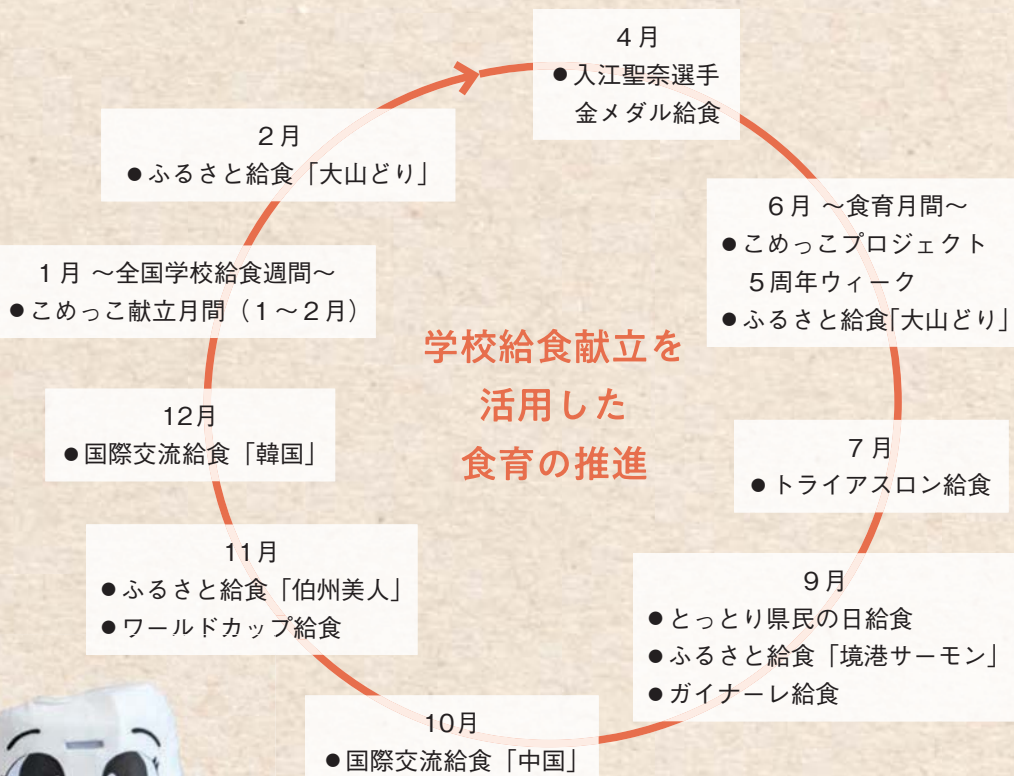 学校給食献立を
活用した
食育の推進
４月
●入江聖奈選手
金メダル給食
６月 ～食育月間～
●こめっこプロジェクト
５周年ウィーク
●ふるさと給食「大山どり」
７月
●トライアスロン給食
９月
●とっとり県民の日給食
●ふるさと給食「境港サーモン」
●ガイナーレ給食
10月
●国際交流給食「中国」
11月
●ふるさと給食「伯州美人」
●ワールドカップ給食
12月
●国際交流給食「韓国」
１月 ～全国学校給食週間～
●こめっこ献立月間（１～２月）
２月
●ふるさと給食「大山どり」